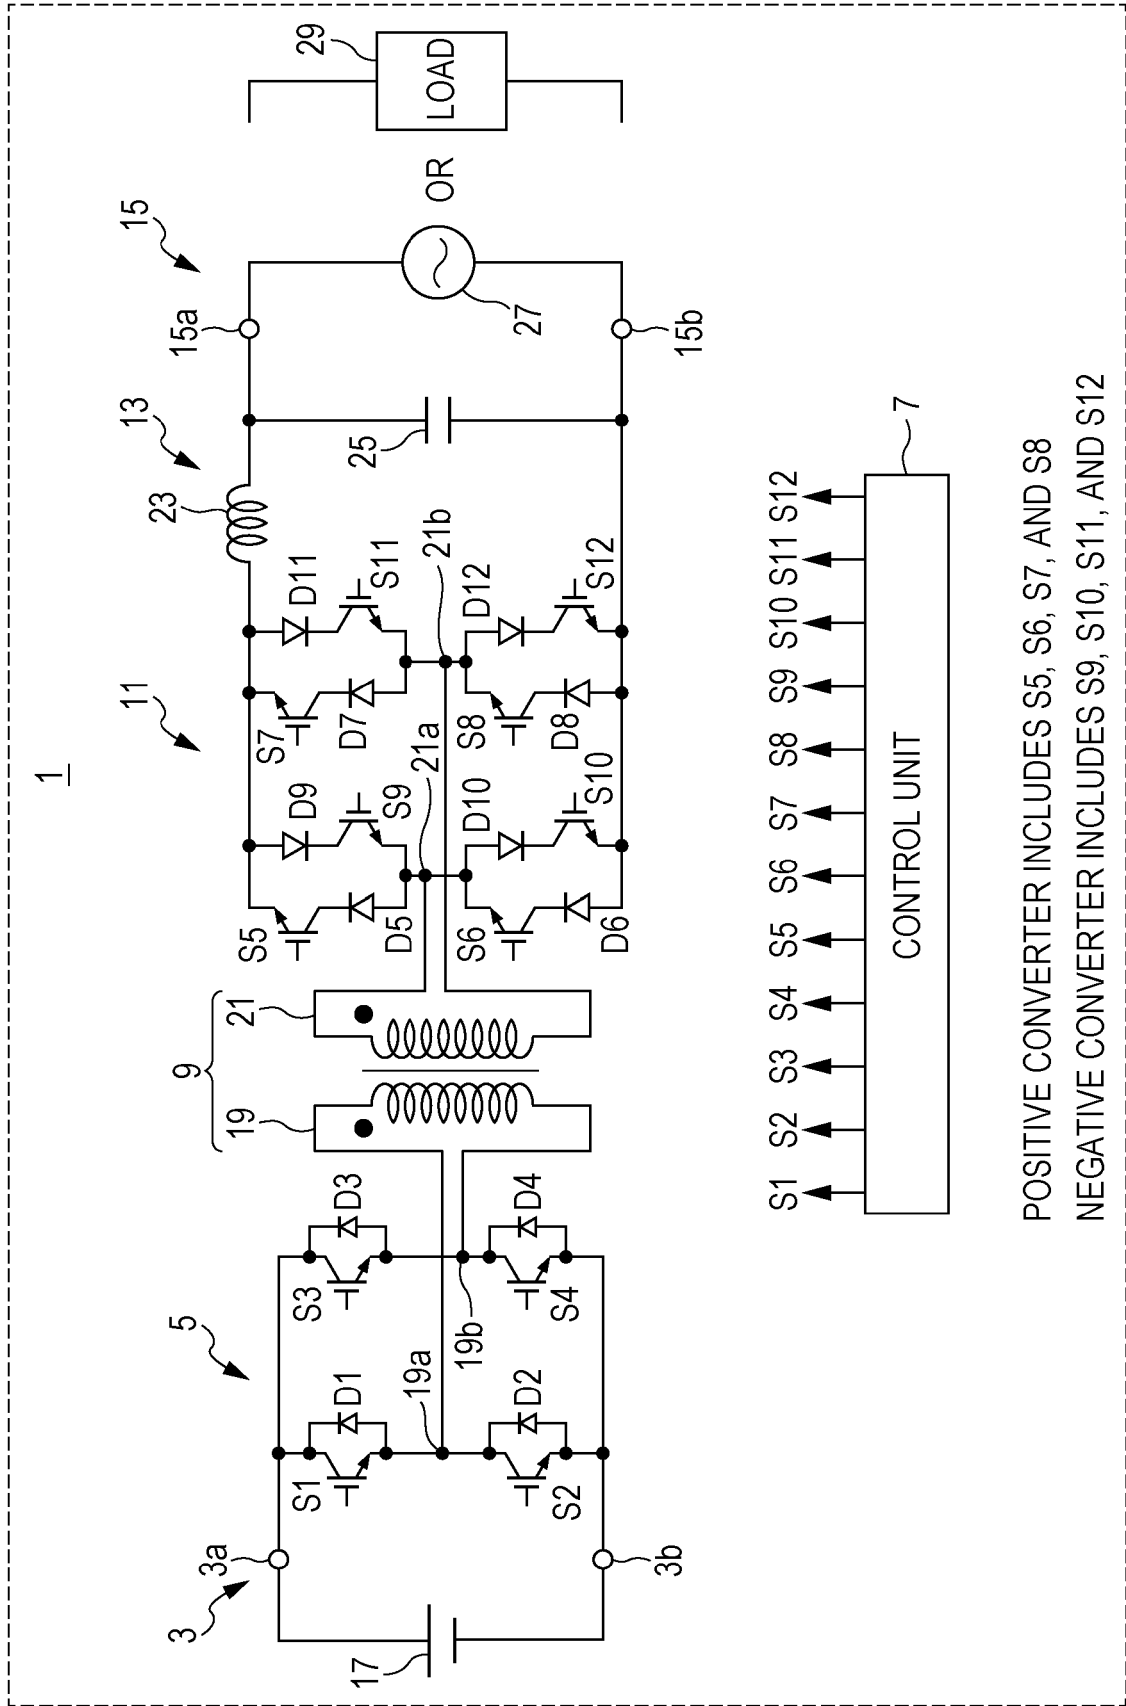 1
3
3a
3b
17
5
S1
D1
S2
D2
S3
D3
S4
D4
19a
19b
9
19
21
11
S5
D5
S6
D6
D9
S9
D10
S10
21a
S7
D7
S8
D8
D11
S11
D12
S12
21b
13
23
25
15
15a
15b
27
OR
29
LOAD
S1 S2 S3 S4 S5 S6 S7 S8 S9 S10 S11 S12
CONTROL UNIT
7
POSITIVE CONVERTER INCLUDES S5, S6, S7, AND S8
NEGATIVE CONVERTER INCLUDES S9, S10, S11, AND S12